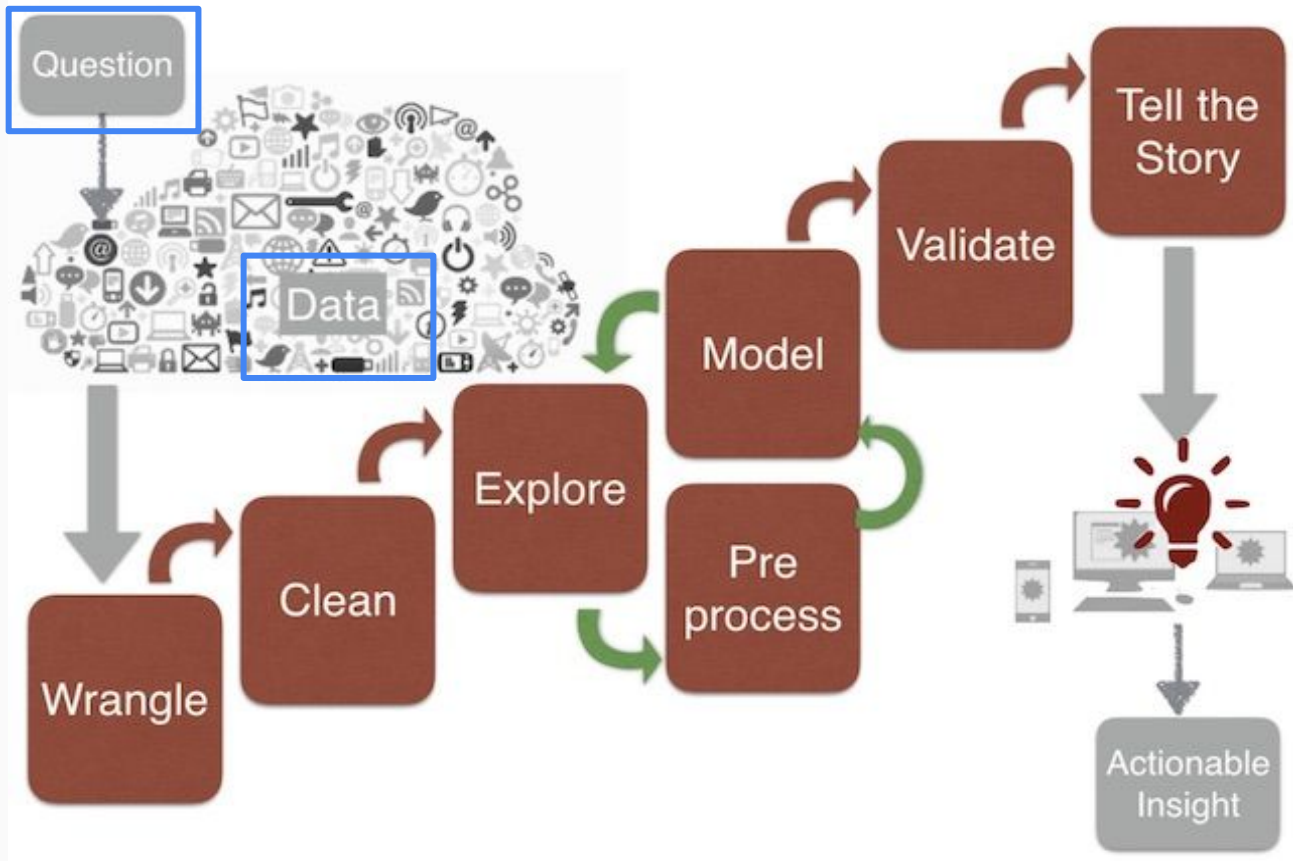 Question
Data
Wrangle
Clean
Explore
Pre
process
Model
Validate
Tell the
Story
Actionable
Insight